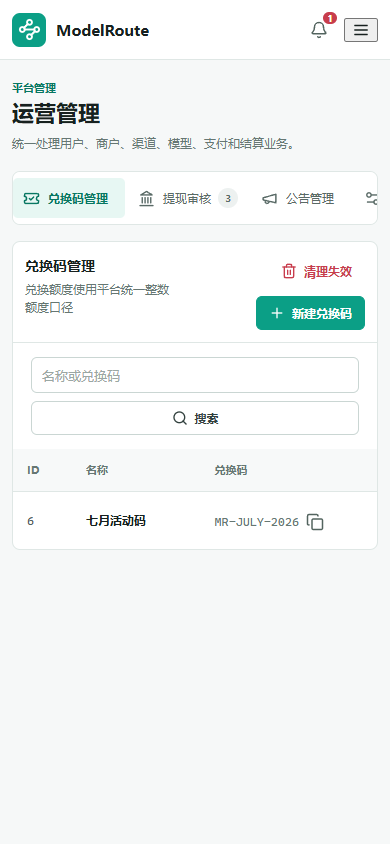 ModelRoute
1
平台管理
运营管理
统一处理用户、商户、渠道、模型、支付和结算业务。
兑换码管理
提现审核
3
公告管理
兑换码管理
清理失效
兑换额度使用平台统一整数
额度口径
新建兑换码
名称或兑换码
搜索
ID
名称
兑换码
6
七月活动码
MR-JULY-2026